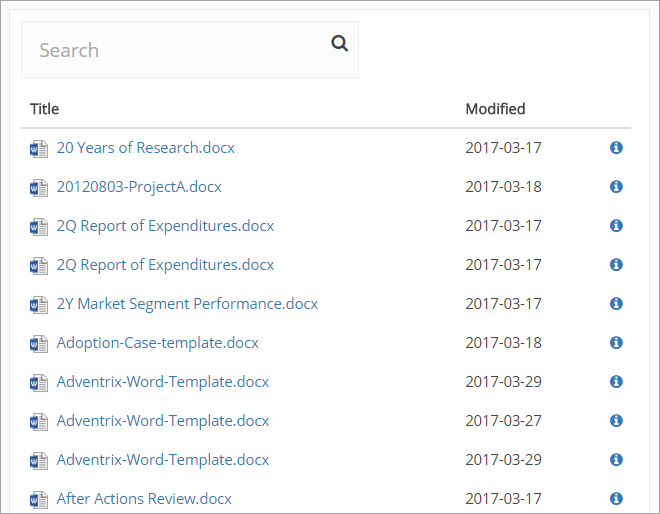 Search
Title Modified
20 Years of Research.docx 2017-03-17
20120803-ProjectA.docx 2017-03-18
2Q Report of Expenditures.docx 2017-03-17
2Q Report of Expenditures.docx 2017-03-17
2Y Market Segment Performance.docx 2017-03-17
Adoption-Case-template.docx 2017-03-18
Adventrix-Word-Template.docx 2017-03-29
Adventrix-Word-Template.docx 2017-03-27
Adventrix-Word-Template.docx 2017-03-29
After Actions Review.docx 2017-03-17